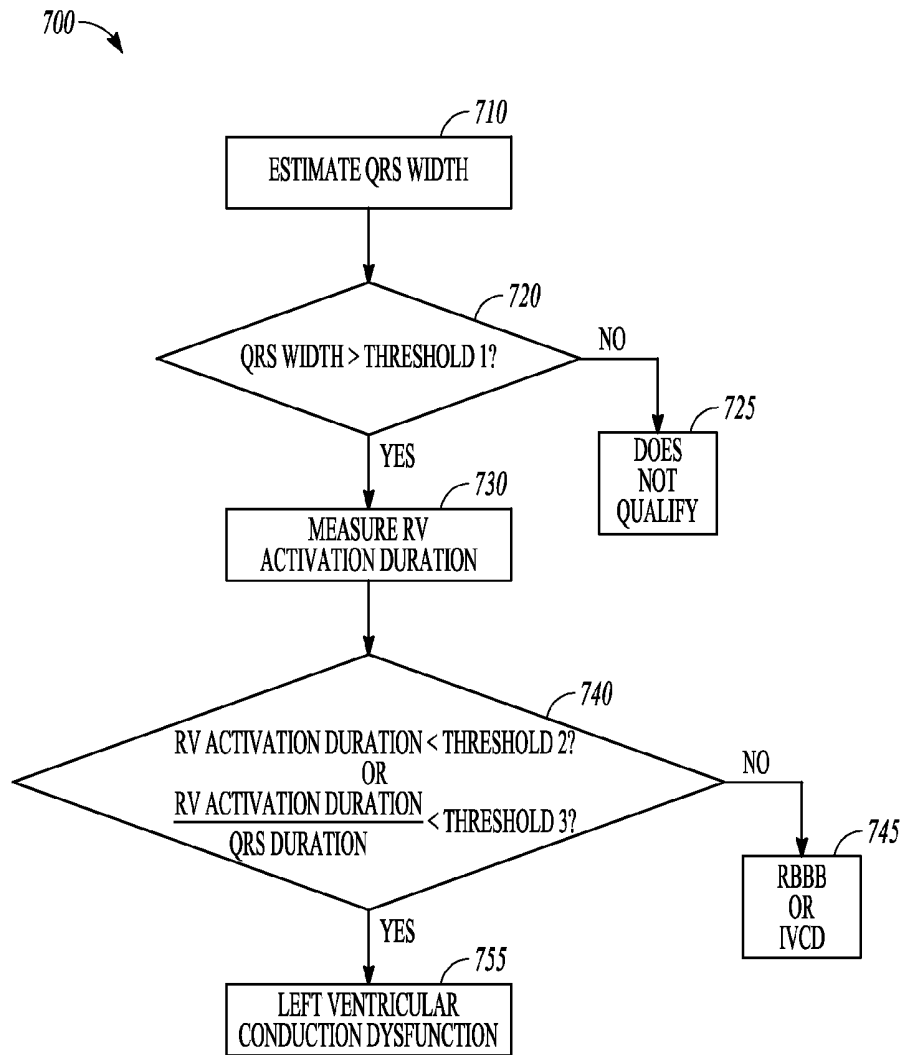 700
710
ESTIMATE QRS WIDTH
720
QRS WIDTH > THRESHOLD 1?
NO
725
DOES
NOT
QUALIFY
YES
730
MEASURE RV
ACTIVATION DURATION
740
RV ACTIVATION DURATION < THRESHOLD 2?
OR
RV ACTIVATION DURATION
QRS DURATION
< THRESHOLD 3?
NO
745
RBBB
OR
IVCD
YES
755
LEFT VENTRICULAR
CONDUCTION DYSFUNCTION